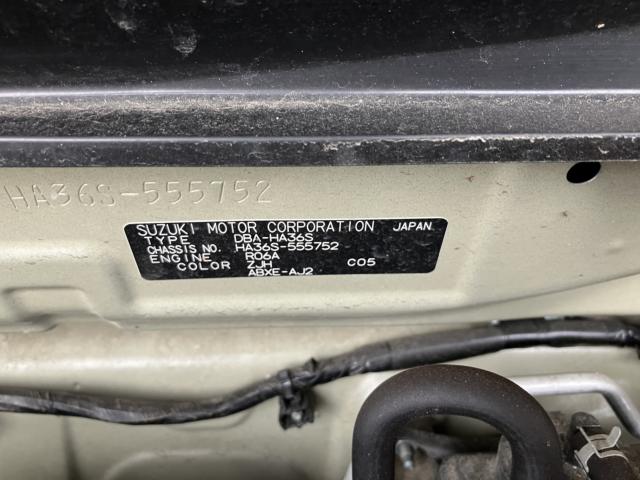 HA36S-555752
SUZUKI MOTOR CORPORATION JAPAN
TYPE DBA-HA36S
CHASSIS NO. HA36S-555752
ENGINE R06A
COLOR ZJH C05
ABXE-AJ2